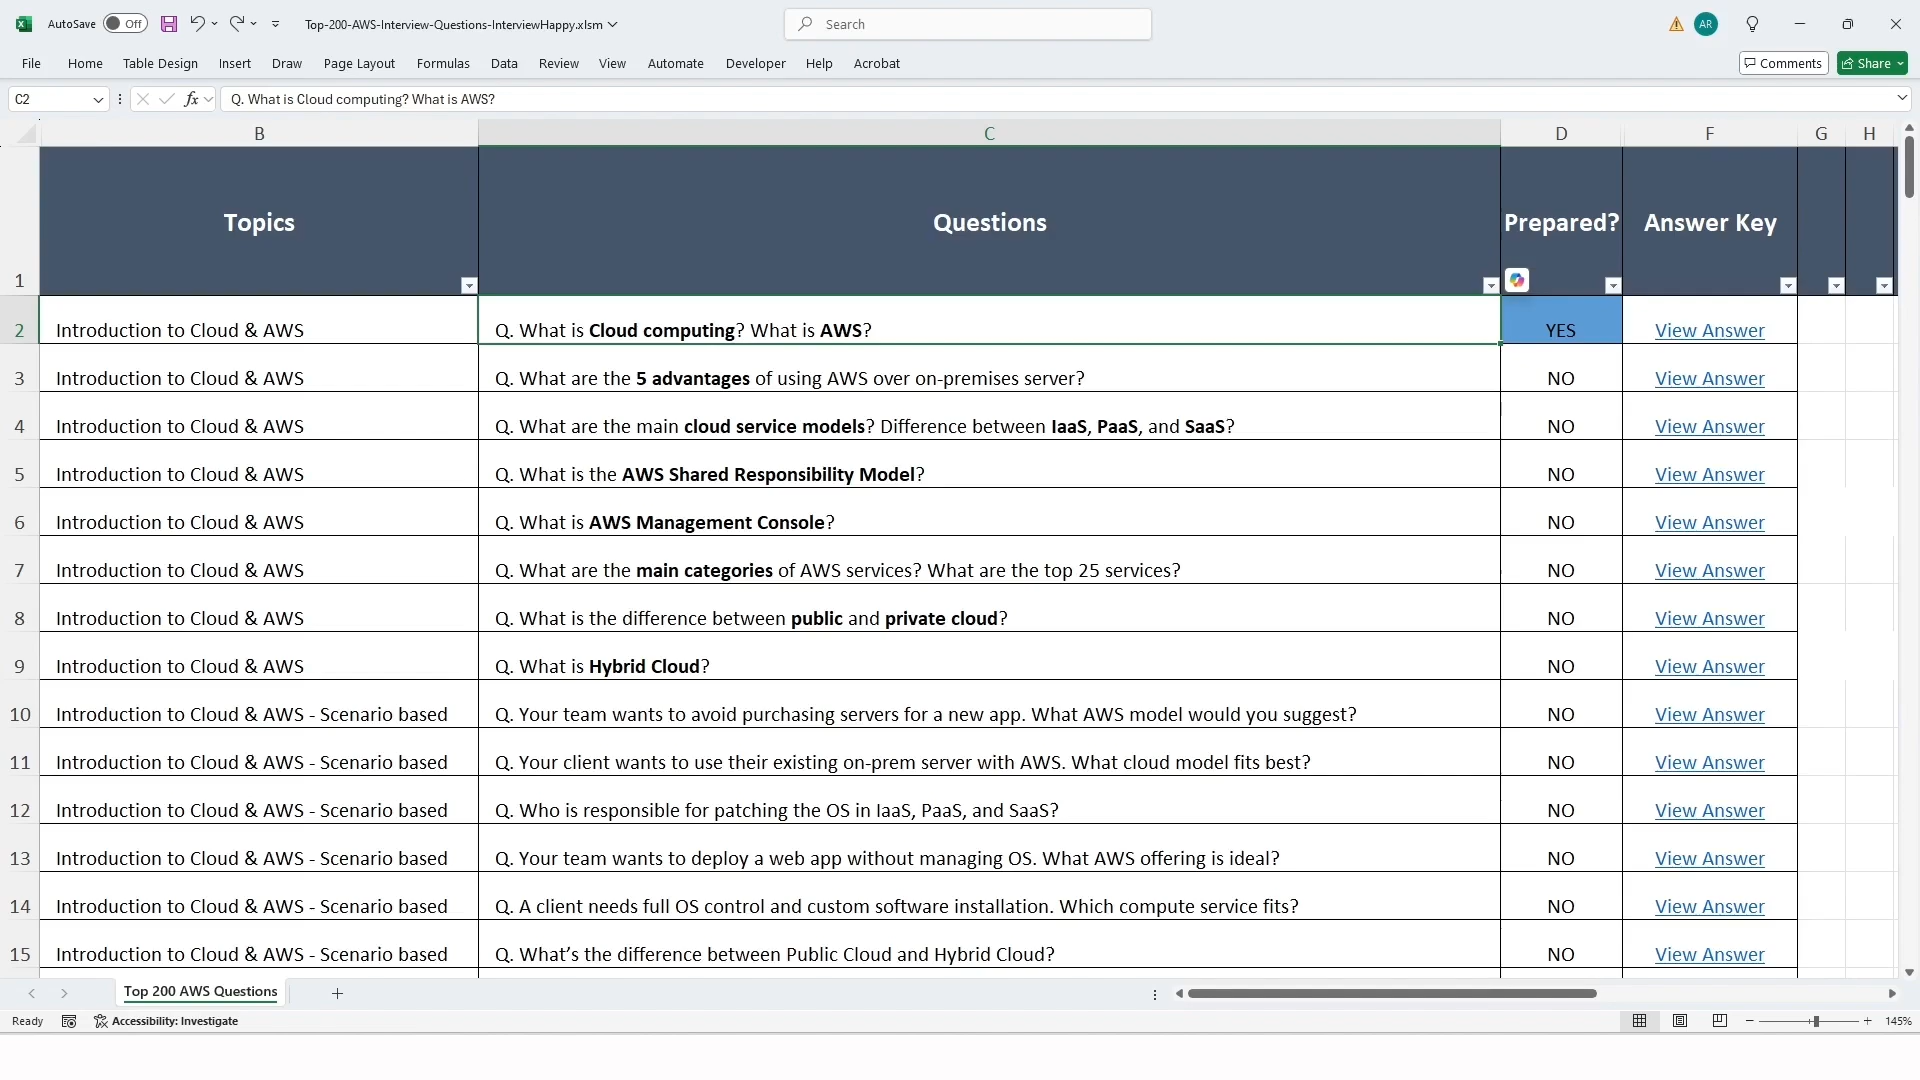 AutoSave Off Top-200-AWS-Interview-Questions-InterviewHappy.xlsm Search AR
File Home Table Design Insert Draw Page Layout Formulas Data Review View Automate Developer Help Acrobat Comments Share
C2 fx Q. What is Cloud computing? What is AWS?
B C D F G H
1 Topics Questions Prepared? Answer Key
2 Introduction to Cloud & AWS Q. What is Cloud computing? What is AWS? YES View Answer
3 Introduction to Cloud & AWS Q. What are the 5 advantages of using AWS over on-premises server? NO View Answer
4 Introduction to Cloud & AWS Q. What are the main cloud service models? Difference between IaaS, PaaS, and SaaS? NO View Answer
5 Introduction to Cloud & AWS Q. What is the AWS Shared Responsibility Model? NO View Answer
6 Introduction to Cloud & AWS Q. What is AWS Management Console? NO View Answer
7 Introduction to Cloud & AWS Q. What are the main categories of AWS services? What are the top 25 services? NO View Answer
8 Introduction to Cloud & AWS Q. What is the difference between public and private cloud? NO View Answer
9 Introduction to Cloud & AWS Q. What is Hybrid Cloud? NO View Answer
10 Introduction to Cloud & AWS - Scenario based Q. Your team wants to avoid purchasing servers for a new app. What AWS model would you suggest? NO View Answer
11 Introduction to Cloud & AWS - Scenario based Q. Your client wants to use their existing on-prem server with AWS. What cloud model fits best? NO View Answer
12 Introduction to Cloud & AWS - Scenario based Q. Who is responsible for patching the OS in IaaS, PaaS, and SaaS? NO View Answer
13 Introduction to Cloud & AWS - Scenario based Q. Your team wants to deploy a web app without managing OS. What AWS offering is ideal? NO View Answer
14 Introduction to Cloud & AWS - Scenario based Q. A client needs full OS control and custom software installation. Which compute service fits? NO View Answer
15 Introduction to Cloud & AWS - Scenario based Q. What’s the difference between Public Cloud and Hybrid Cloud? NO View Answer
Top 200 AWS Questions
Ready Accessibility: Investigate 145%